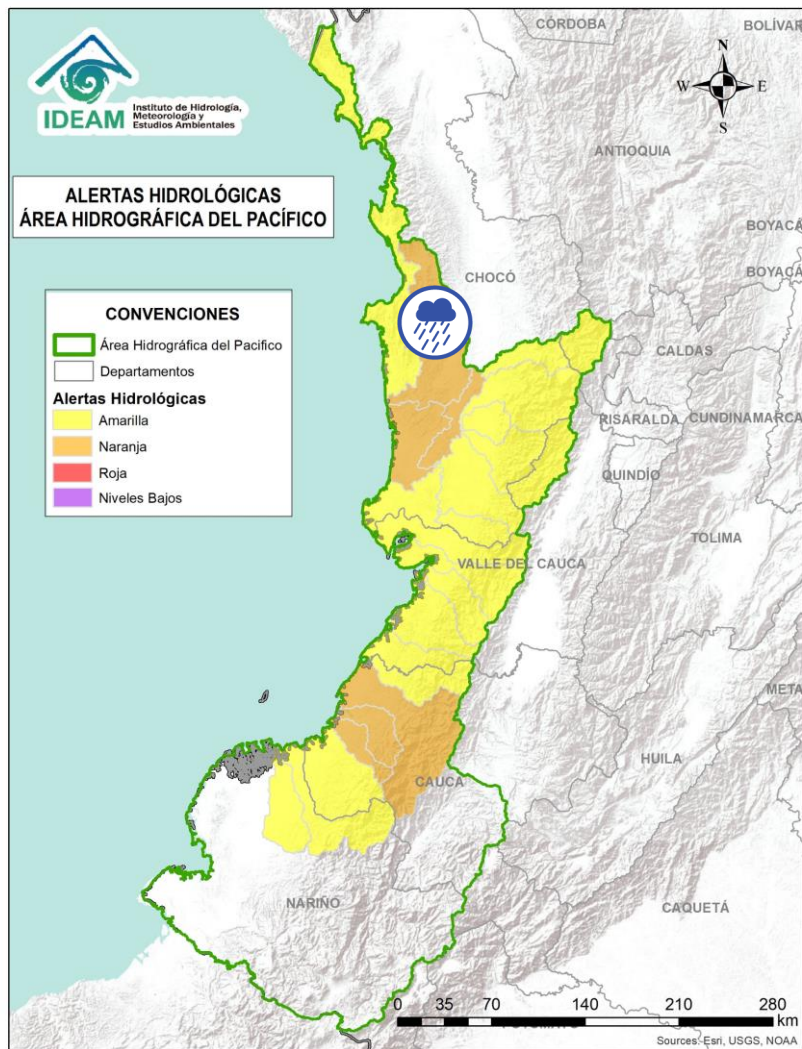 CÓRDOBA
BOLÍVAR
N
W
E
S
IDEAM
Instituto de Hidrología,
Meteorología y
Estudios Ambientales
ANTIOQUIA
ALERTAS HIDROLÓGICAS
ÁREA HIDROGRÁFICA DEL PACÍFICO
BOYACÁ
BOYACÁ
CHOCÓ
CONVENCIONES
Área Hidrográfica del Pacifico
Departamentos
Alertas Hidrológicas
Amarilla
Naranja
Roja
Niveles Bajos
CALDAS
RISARALDA
CUNDINAMARCA
QUINDÍO
TOLIMA
VALLE DEL CAUCA
META
HUILA
CAUCA
NARIÑO
CAQUETÁ
0 35 70 140 210 280
km
Sources: Esri, USGS, NOAA